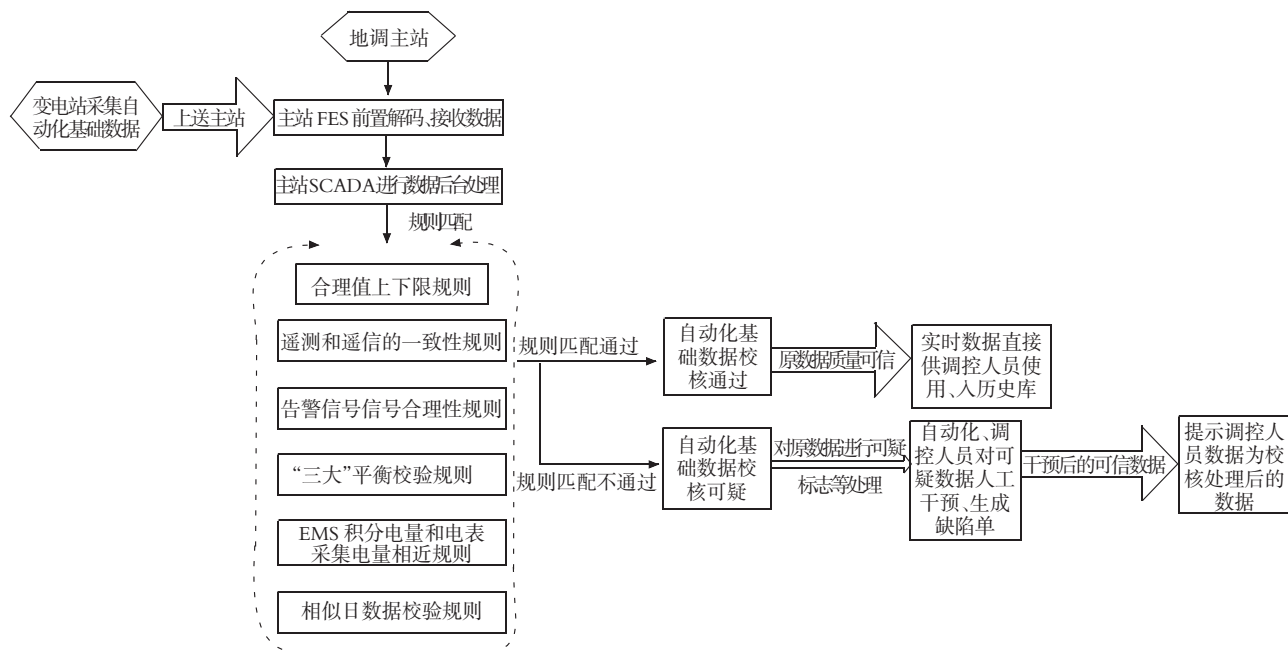 地调主站
变电站采集自
动化基础数据
上送主站
主站 FES 前置解码、接收数据
主站SCADA进行数据后台处理
规则匹配
合理值上下限规则
遥测和遥信的一致性规则
告警信号信号合理性规则
“三大”平衡校验规则
EMS 积分电量和电表
采集电量相近规则
相似日数据校验规则
规则匹配通过
自动化基
础数据校
核通过
原数据质量可信
实时数据直接
供调控人员使
用、入历史库
规则匹配不通过
自动化基
础数据校
核可疑
对原数据进行可疑
标志等处理
自动化、调
控人员对可
疑数据人工
干预、生成
缺陷单
干预后的可信数据
提示调控人
员数据为校
核处理后的
数据